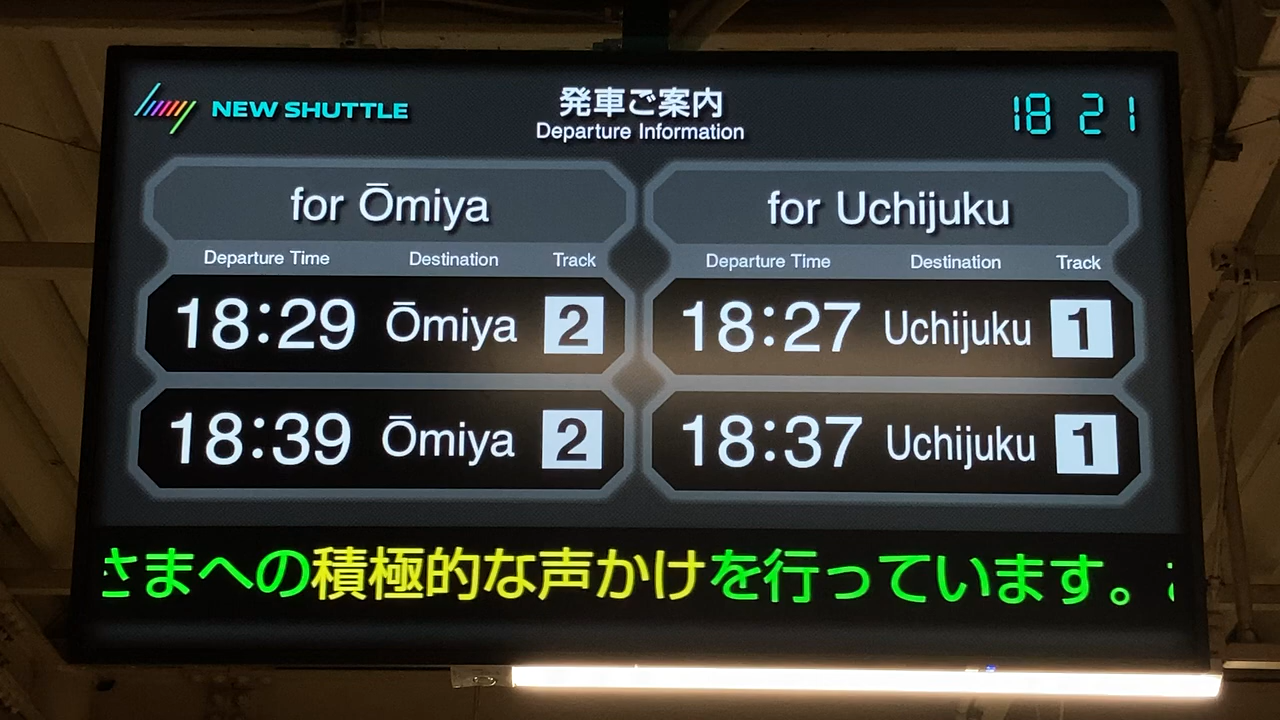 NEW SHUTTLE
発車ご案内
Departure Information
18 21
for Ōmiya
Departure Time Destination Track
18:29 Ōmiya 2
18:39 Ōmiya 2
for Uchijuku
Departure Time Destination Track
18:27 Uchijuku 1
18:37 Uchijuku 1
さまへの積極的な声かけを行っています。